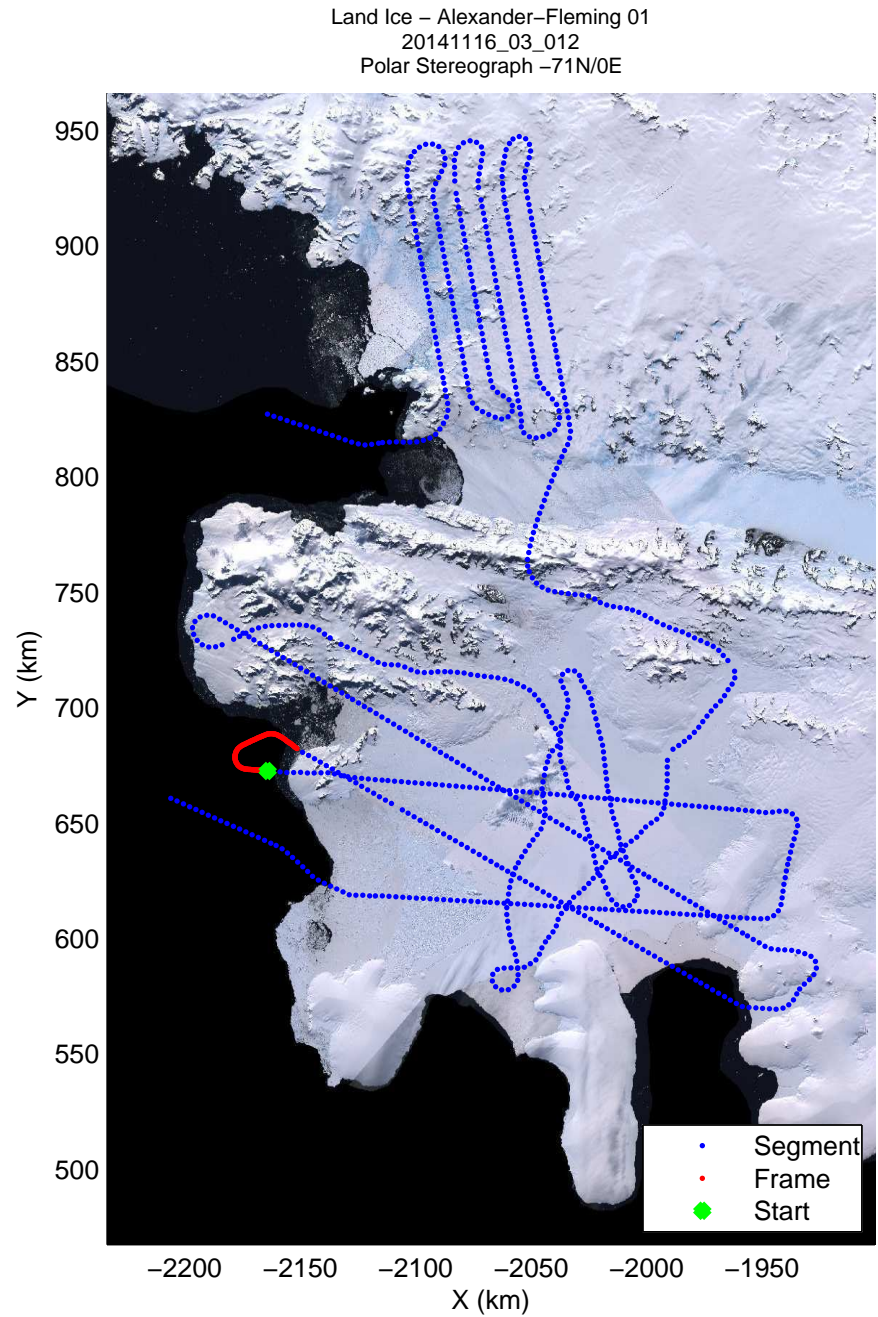 Land Ice − Alexander−Fleming 01
20141116_03_012
Polar Stereograph −71N/0E
950
900
850
800
750
700
650
600
550
500
Y (km)
−2200 −2150 −2100 −2050 −2000 −1950
X (km)
Segment
Frame
Start